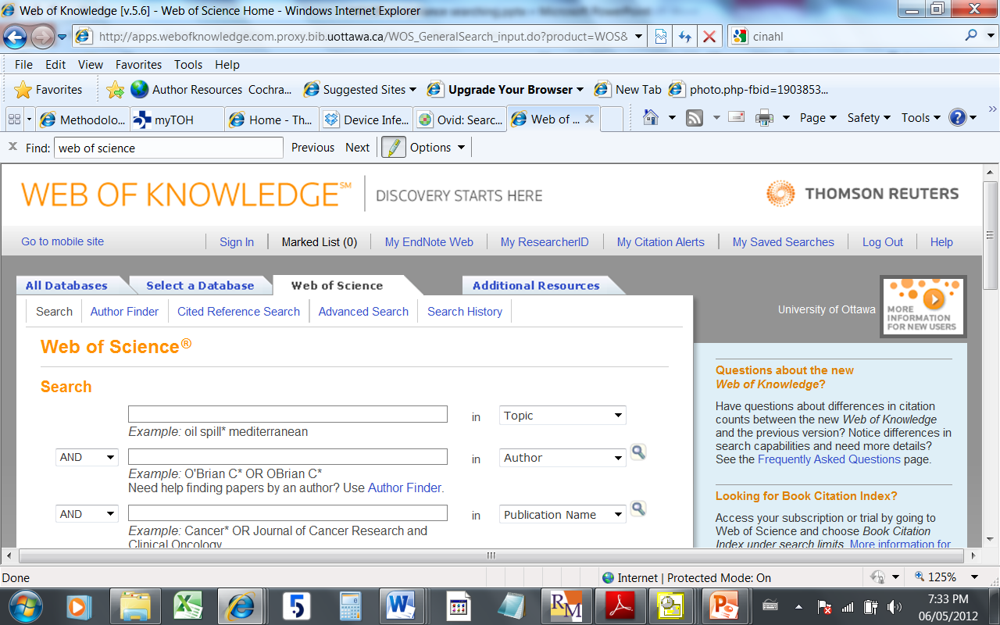 Web of Knowledge [v.5.6] - Web of Science Home - Windows Internet Explorer
http://apps.webofknowledge.com.proxy.bib.uottawa.ca/WOS_GeneralSearch_input.do?product=WOS&
cinahl
File Edit View Favorites Tools Help
Favorites Author Resources Cochra... Suggested Sites Upgrade Your Browser New Tab photo.php-fbid=1903853...
Methodolo... myTOH Home - Th... Device Infe... Ovid: Searc... Web of ... X Page Safety Tools ? »
x Find: web of science Previous Next Options
WEB OF KNOWLEDGE SM DISCOVERY STARTS HERE THOMSON REUTERS
Go to mobile site Sign In Marked List (0) My EndNote Web My ResearcherID My Citation Alerts My Saved Searches Log Out Help
All Databases Select a Database Web of Science Additional Resources
Search Author Finder Cited Reference Search Advanced Search Search History
University of Ottawa
MORE
INFORMATION
FOR NEW USERS
Web of Science®
Search
in Topic
Example: oil spill* mediterranean
AND in Author
Example: O'Brian C* OR OBrian C*
Need help finding papers by an author? Use Author Finder.
AND in Publication Name
Example: Cancer* OR Journal of Cancer Research and
Clinical Oncology
Questions about the new
Web of Knowledge?
Have questions about differences in citation
counts between the new Web of Knowledge
and the previous version? Notice differences in
search capabilities and need more details?
See the Frequently Asked Questions page.
Looking for Book Citation Index?
Access your subscription or trial by going to
Web of Science and choose Book Citation
Index under search limits. More information for
Done Internet | Protected Mode: On 125%
5 W RM P
7:33 PM
06/05/2012